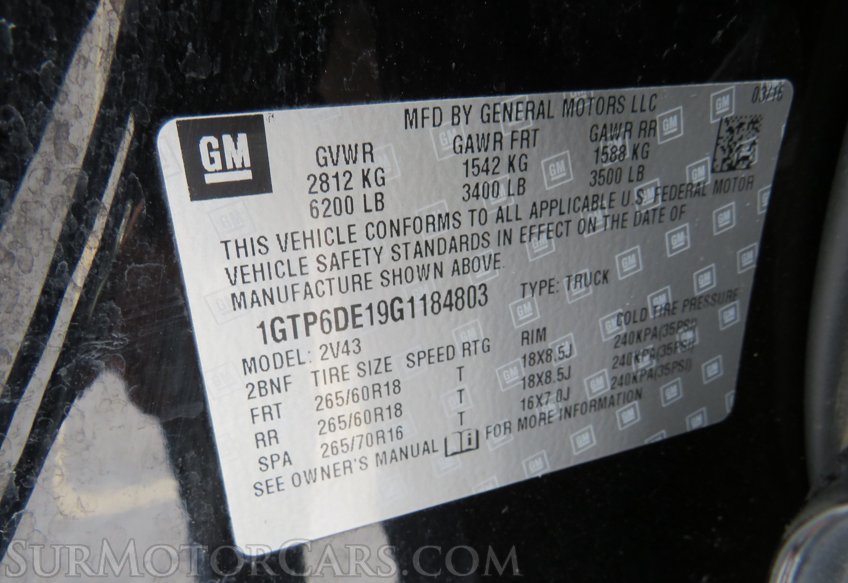 MFD BY GENERAL MOTORS LLC 03/16
GM
GVWR GAWR FRT GAWR RR
2812 KG 1542 KG 1588 KG
6200 LB 3400 LB 3500 LB
THIS VEHICLE CONFORMS TO ALL APPLICABLE U.S. FEDERAL MOTOR
VEHICLE SAFETY STANDARDS IN EFFECT ON THE DATE OF
MANUFACTURE SHOWN ABOVE.
1GTP6DE19G1184803 TYPE: TRUCK
MODEL: 2V43
2BNF TIRE SIZE SPEED RTG RIM COLD TIRE PRESSURE
FRT 265/60R18 T 18X8.5J 240KPA(35PSI)
RR 265/60R18 T 18X8.5J 240KPA(35PSI)
SPA 265/70R16 T 16X7.0J 240KPA(35PSI)
SEE OWNER'S MANUAL FOR MORE INFORMATION
SurMotorCars.com